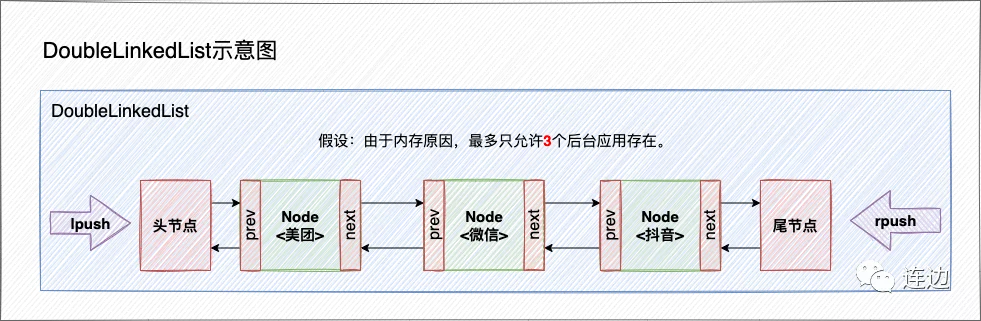 DoubleLinkedList示意图
DoubleLinkedList
假设：由于内存原因，最多只允许3个后台应用存在。
lpush
头节点
prev
Node
<美团>
next
prev
Node
<微信>
next
prev
Node
<抖音>
next
尾节点
rpush
连边